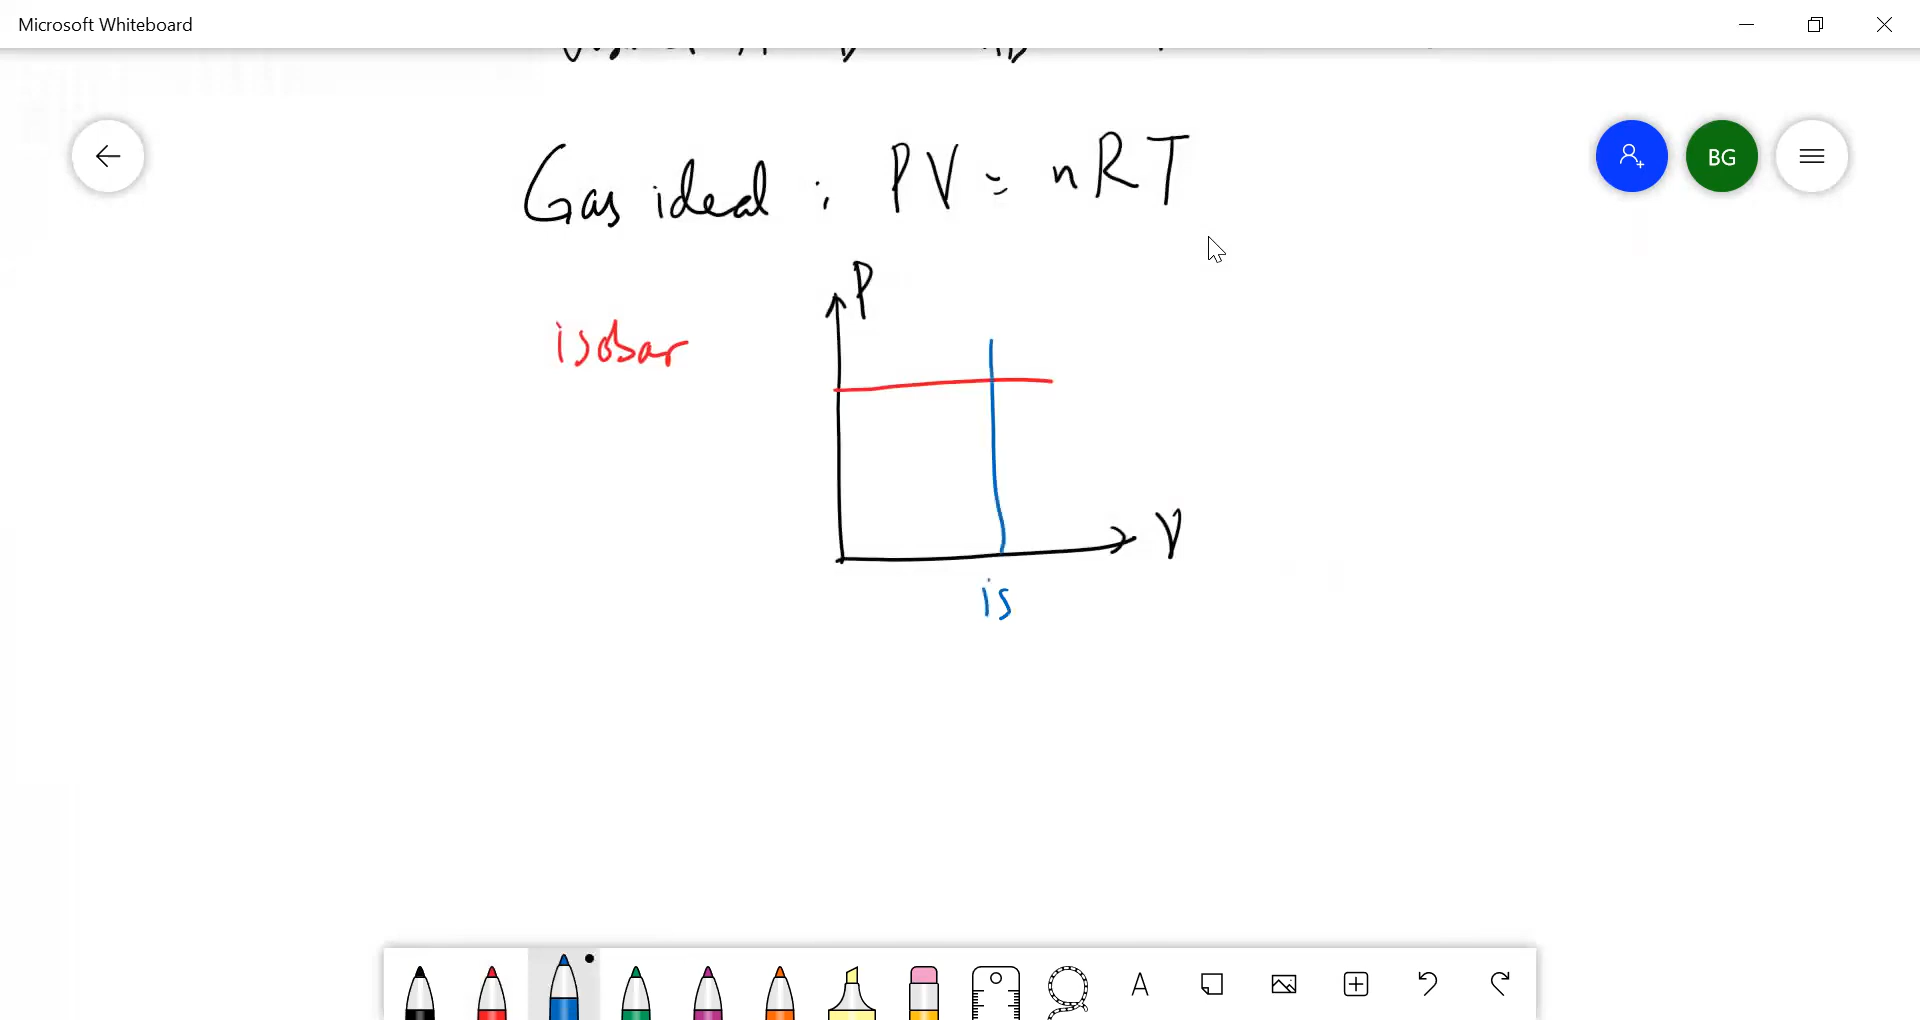 Microsoft Whiteboard
Gas ideal : PV = nRT
BG
P
isobar
V
is
A